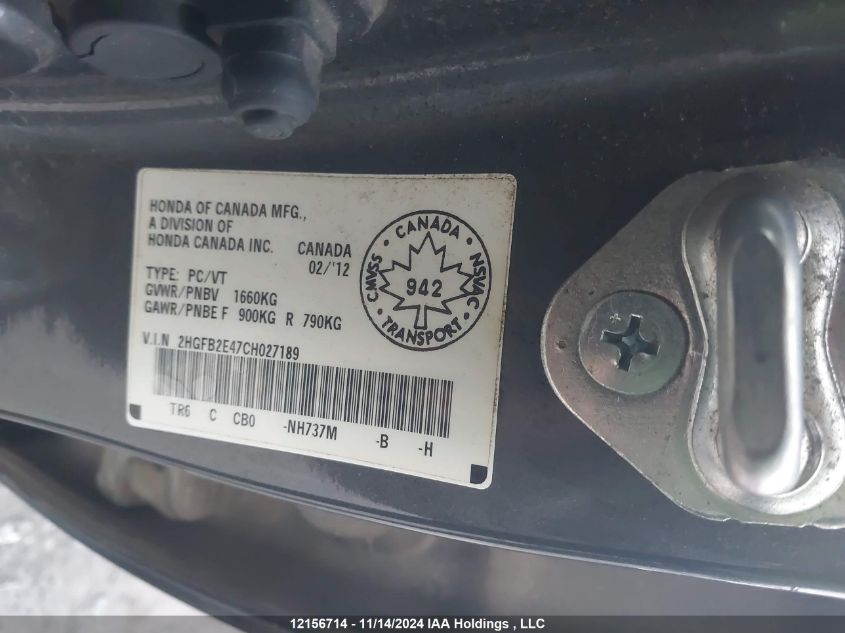 HONDA OF CANADA MFG.,
A DIVISION OF
HONDA CANADA INC. CANADA
02/'12
TYPE: PC/VT
GVWR/PNBV 1660KG
GAWR/PNBE F 900KG R 790KG
V.I.N 2HGFB2E47CH027189
TR6 C CB0 -NH737M -B -H
• CANADA •
CMVSS
942
NSVAC
• TRANSPORT •
12156714 - 11/14/2024 IAA Holdings , LLC